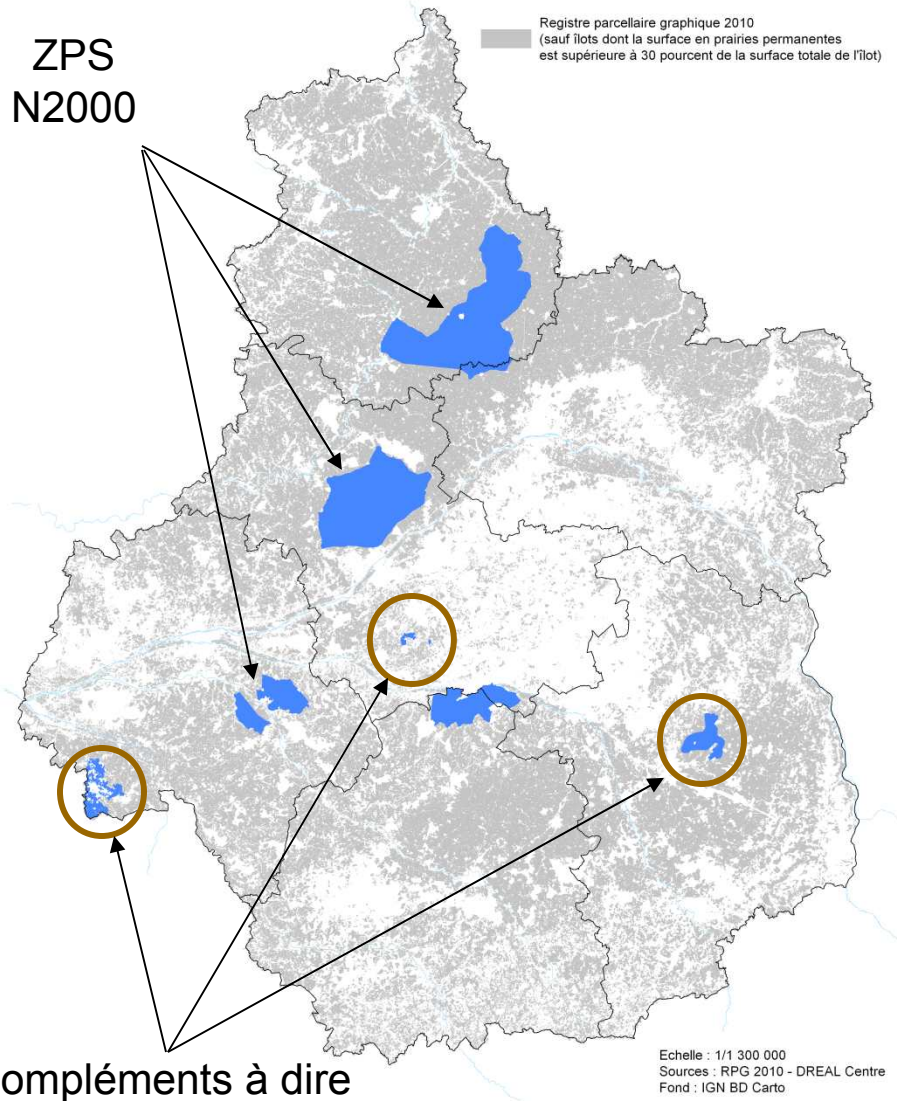 Registre parcellaire graphique 2010
(sauf îlots dont la surface en prairies permanentes
est supérieure à 30 pourcent de la surface totale de l'îlot)
ZPS
N2000
ompléments à dire
Echelle : 1/1 300 000
Sources : RPG 2010 - DREAL Centre
Fond : IGN BD Carto